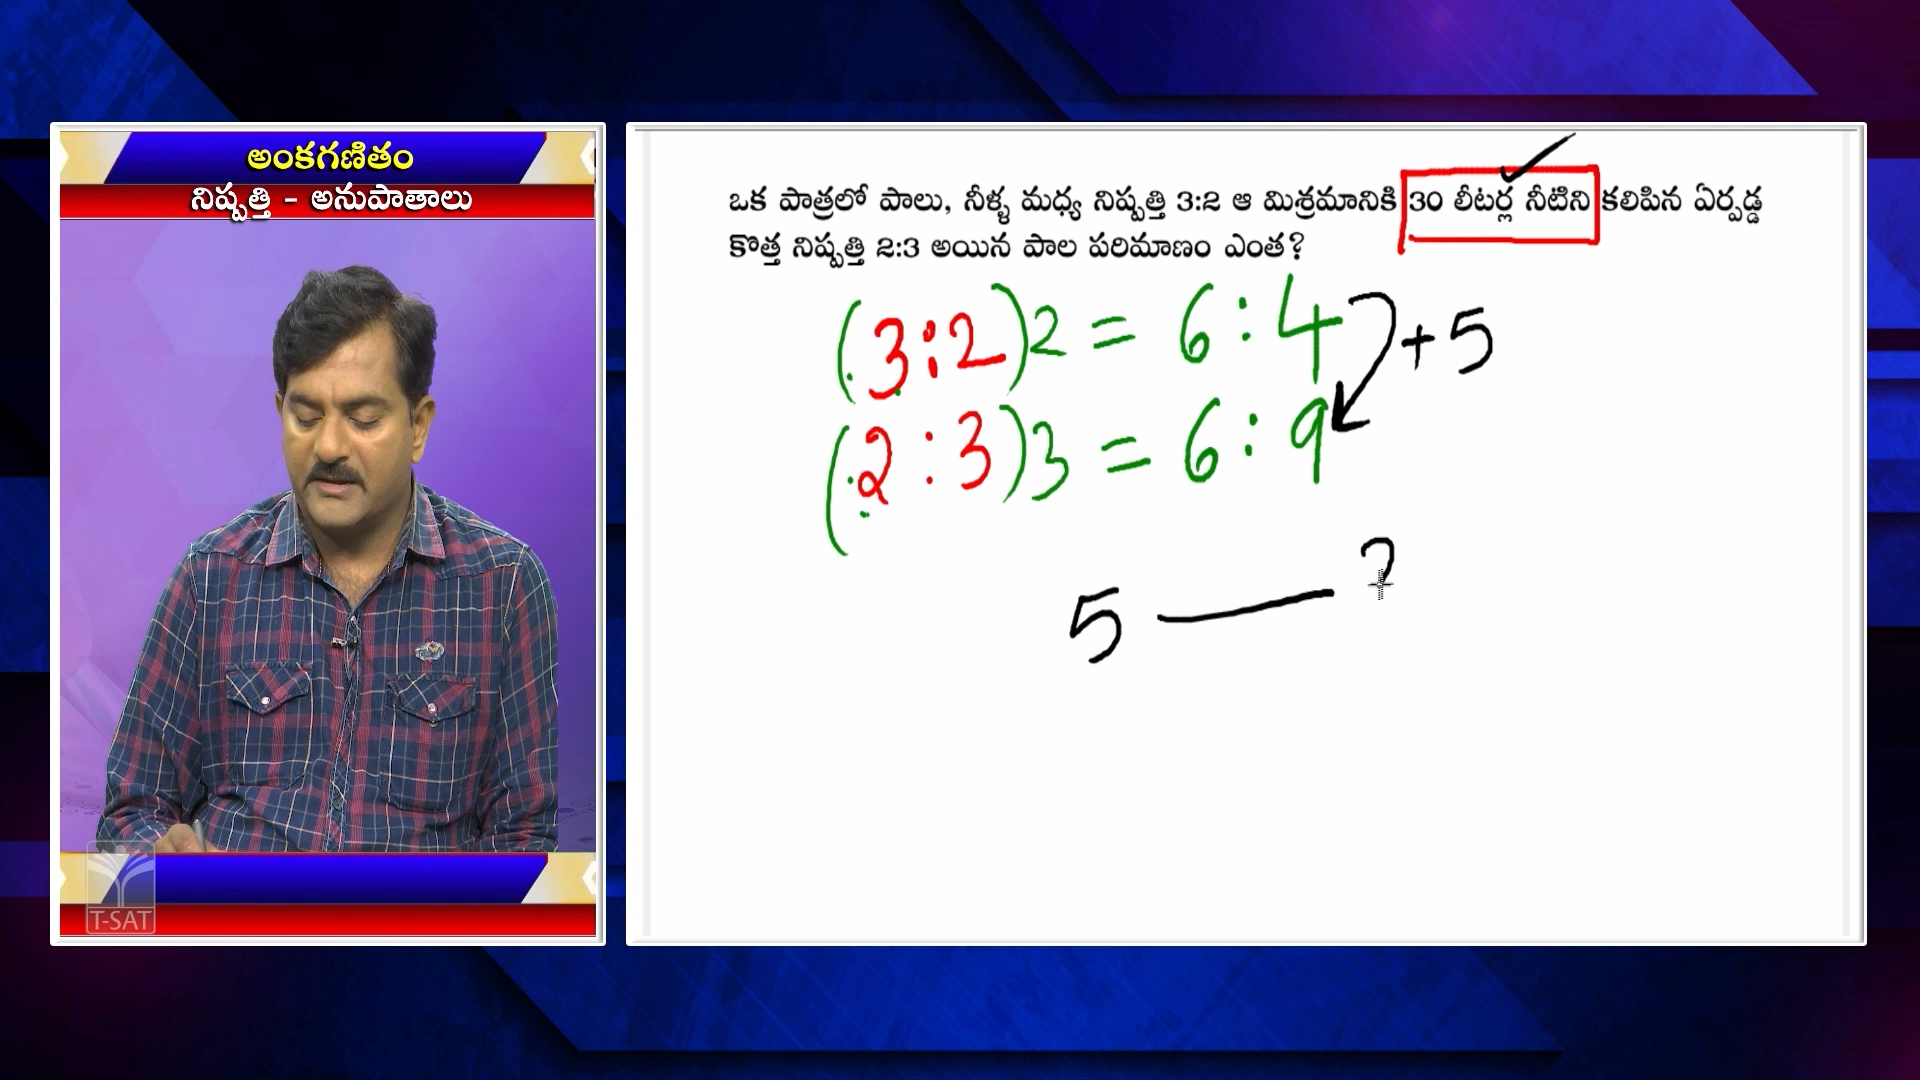 అంకగణితం
నిష్పత్తి - అనుపాతాలు
ఒక పాత్రలో పాలు, నీళ్ళ మధ్య నిష్పత్తి 3:2 ఆ మిశ్రమానికి 30 లీటర్ల నీటిని కలిపిన ఏర్పడ్డ
కొత్త నిష్పత్తి 2:3 అయిన పాల పరిమాణం ఎంత?
(3:2)2 = 6:4
+5
(2:3)3 = 6:9
5 — ?
T-SAT